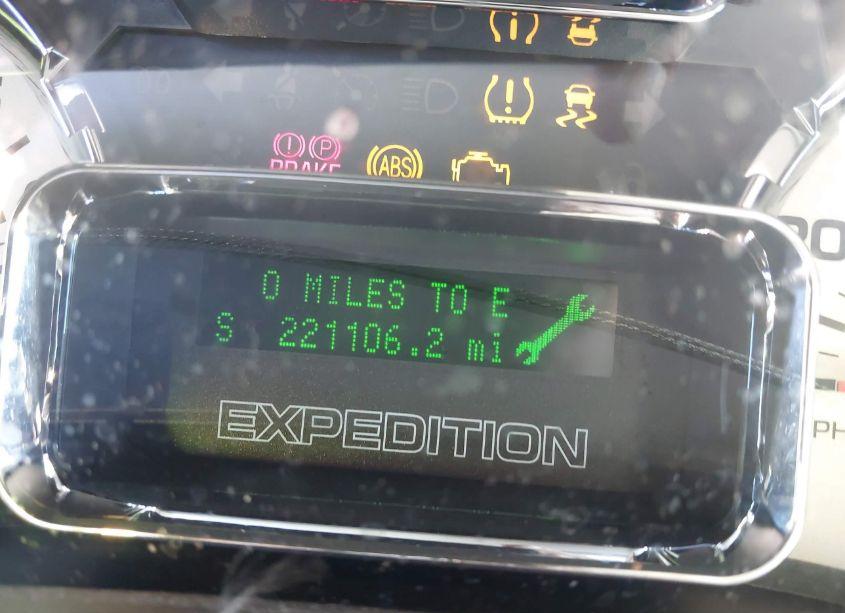 BRAKE
ABS
0 MILES TO E
S 221106.2 mi
EXPEDITION